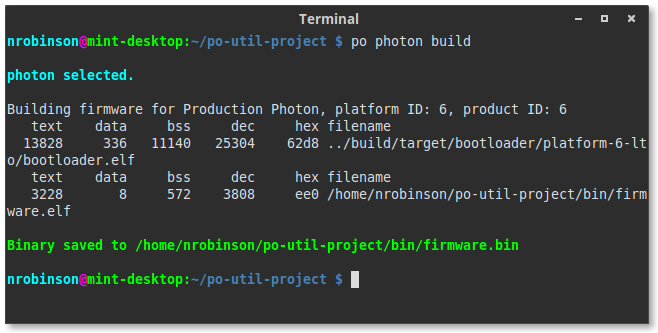 Terminal
nrobinson@mint-desktop:~/po-util-project $ po photon build
photon selected.
Building firmware for Production Photon, platform ID: 6, product ID: 6
   text    data     bss     dec     hex filename
  13828     336   11140   25304    62d8 ../build/target/bootloader/platform-6-lt
o/bootloader.elf
   text    data     bss     dec     hex filename
   3228       8     572    3808     ee0 /home/nrobinson/po-util-project/bin/firm
ware.elf
Binary saved to /home/nrobinson/po-util-project/bin/firmware.bin
nrobinson@mint-desktop:~/po-util-project $